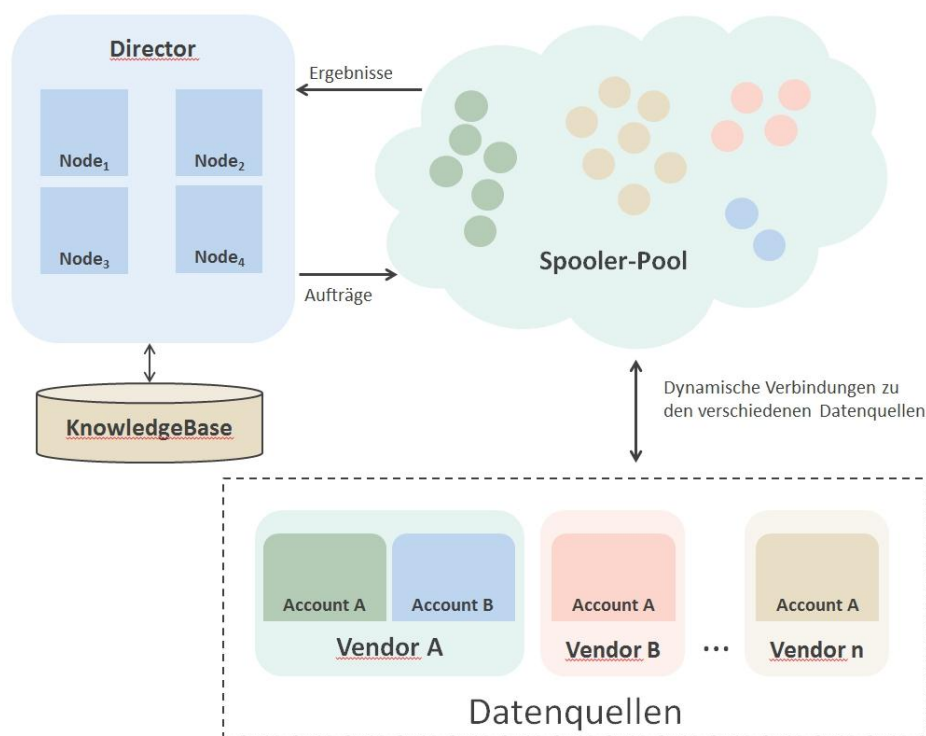 Director
Ergebnisse
Node₁
Node₂
Node₃
Node₄
Spooler-Pool
Aufträge
KnowledgeBase
Dynamische Verbindungen zu
den verschiedenen Datenquellen
Account A
Account B
Account A
Account A
Vendor A
Vendor B
...
Vendor n
Datenquellen